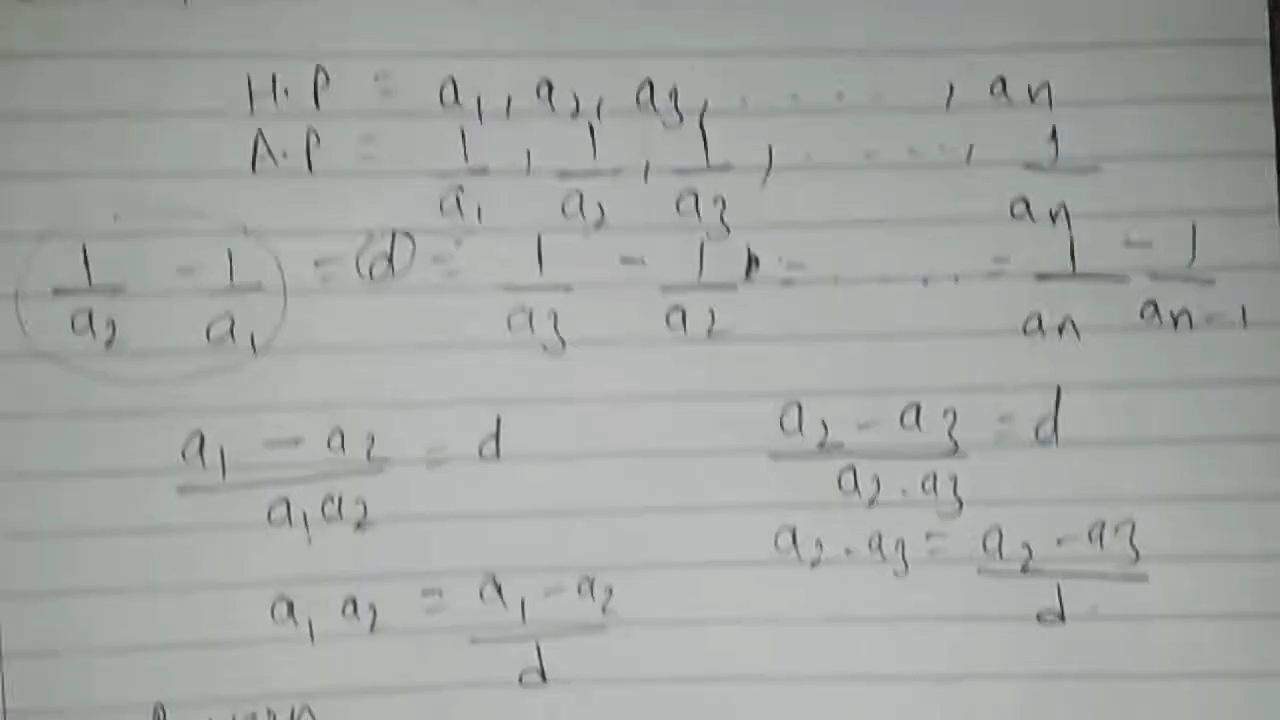 H.P = a₁, a₂, a₃, ......, aₙ
A.P = 1/a₁, 1/a₂, 1/a₃, ......, 1/aₙ
1/a₂ - 1/a₁ = (d) = 1/a₃ - 1/a₂ = ...... = 1/aₙ - 1/aₙ₋₁
(a₁ - a₂)/(a₁a₂) = d
a₁ a₂ = (a₁ - a₂)/d
(a₂ - a₃)/(a₂.a₃) = d
a₂.a₃ = (a₂ - a₃)/d